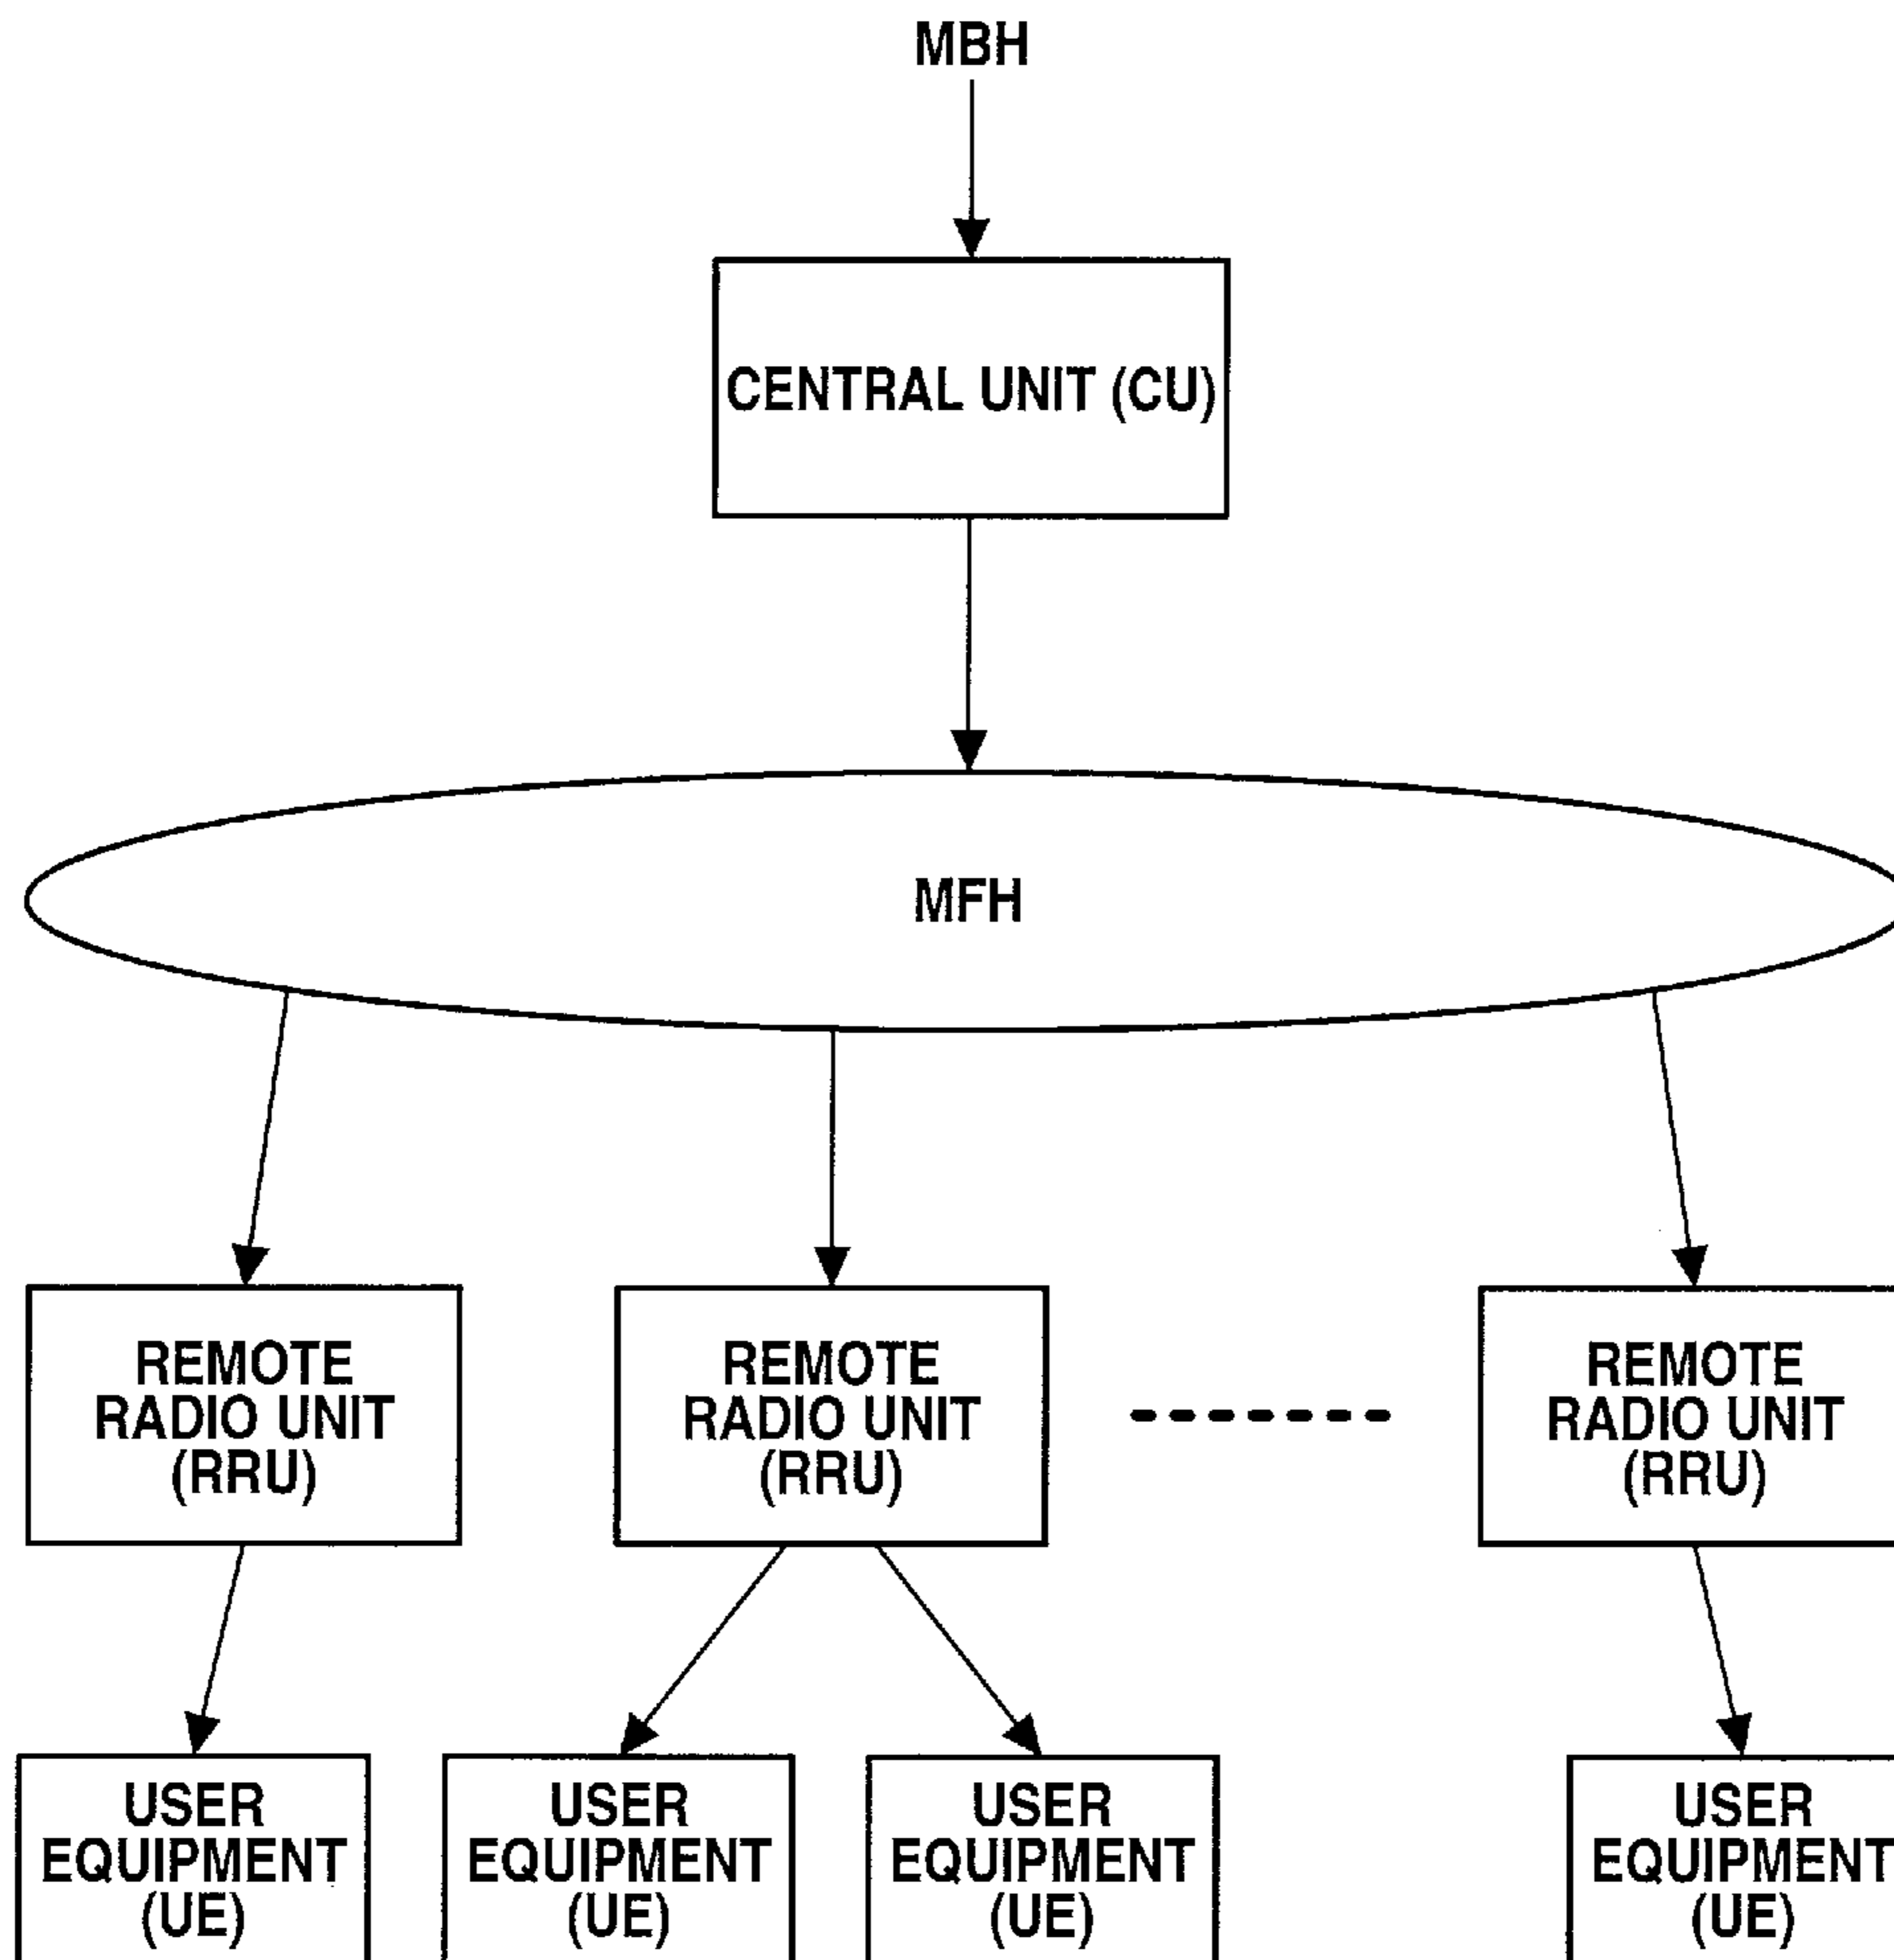 MBH
CENTRAL UNIT (CU)
MFH
REMOTE
RADIO UNIT
(RRU)
REMOTE
RADIO UNIT
(RRU)
REMOTE
RADIO UNIT
(RRU)
USER
EQUIPMENT
(UE)
USER
EQUIPMENT
(UE)
USER
EQUIPMENT
(UE)
USER
EQUIPMENT
(UE)